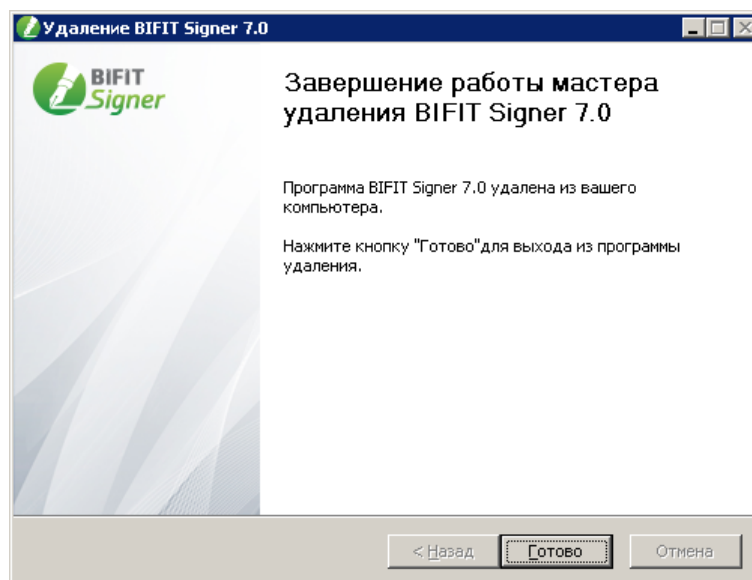 Удаление BIFIT Signer 7.0
BIFIT
Signer
Завершение работы мастера
удаления BIFIT Signer 7.0
Программа BIFIT Signer 7.0 удалена из вашего
компьютера.
Нажмите кнопку "Готово"для выхода из программы
удаления.
< Назад Готово Отмена